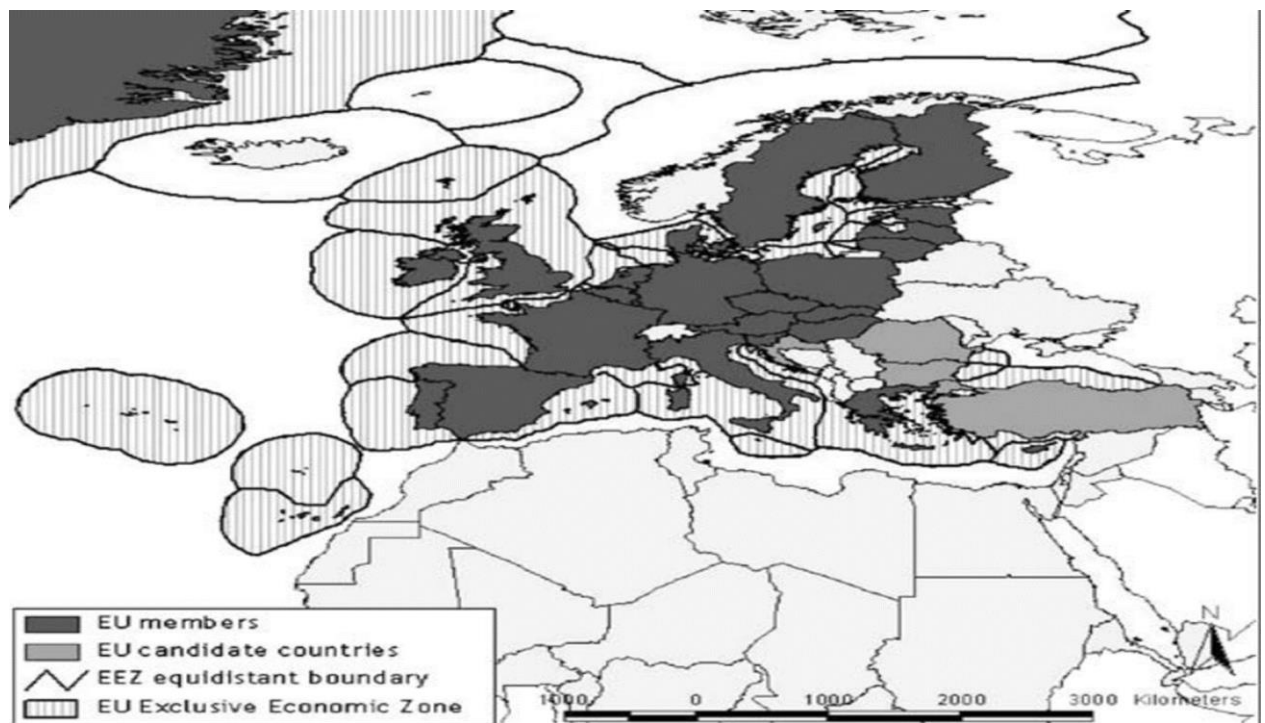 EU members
EU candidate countries
EEZ equidistant boundary
EU Exclusive Economic Zone
N
1000 0 1000 2000 3000 Kilometers